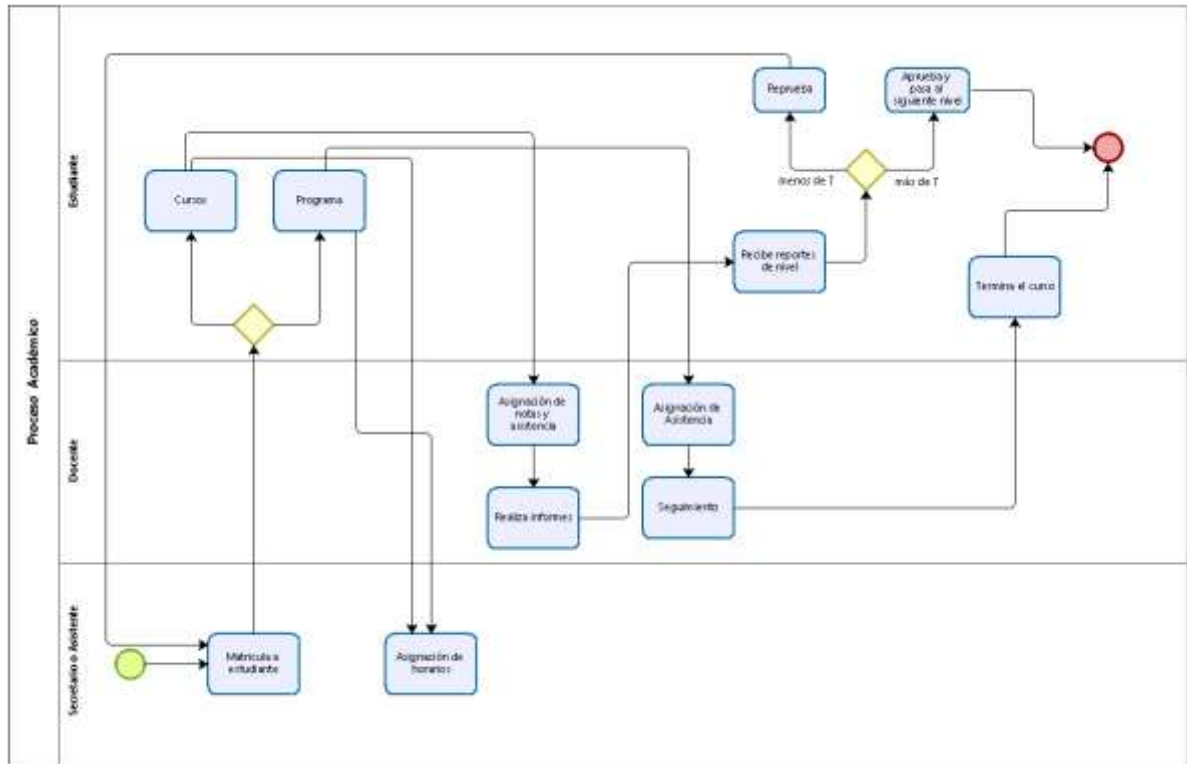 Proceso Académico
Estudiante
Reprueba
Aprueba y
pasa al
siguiente nivel
menos de 7
más de 7
Cursos
Programa
Recibe reportes
de nivel
Termina el curso
Docente
Asignación de
notas y
asistencia
Asignación de
Asistencia
Realiza informes
Seguimiento
Secretario o Asistente
Matricula a
estudiante
Asignación de
horarios